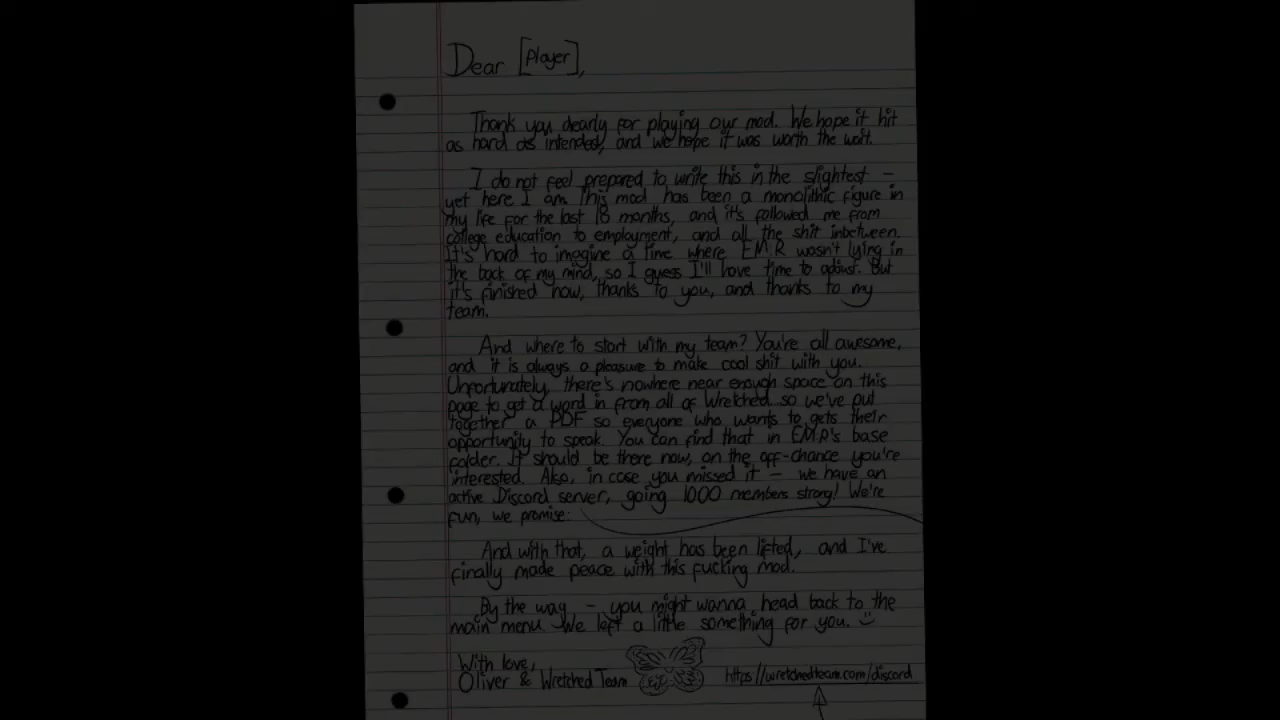 Dear [Player],
Thank you dearly for playing our mod. We hope it hit
as hard as intended, and we hope it was worth the wait.
I do not feel prepared to write this in the slightest –
yet here I am. This mod has been a monolithic figure in
my life for the last 18 months, and it's followed me from
college education to employment, and all the shit inbetween.
It's hard to imagine a time where E.M.R wasn't lying in
the back of my mind, so I guess I'll have time to adjust. But
it's finished now, thanks to you, and thanks to my
team.
And where to start with my team? You're all awesome,
and it is always a pleasure to make cool shit with you.
Unfortunately, there's nowhere near enough space on this
page to get a word in from all of Wretched so we've put
together a PDF so everyone who wants to gets their
opportunity to speak. You can find that in E.M.R's base
folder. It should be there now, on the off-chance you're
interested. Also, in case you missed it – we have an
active Discord server, going 1000 members strong! We're
fun, we promise:
And with that, a weight has been lifted, and I've
finally made peace with this fucking mod.
By the way – you might wanna head back to the
main menu. We left a little something for you. :)
With love,
Oliver & Wretched Team
https://wretchedteam.com/discord